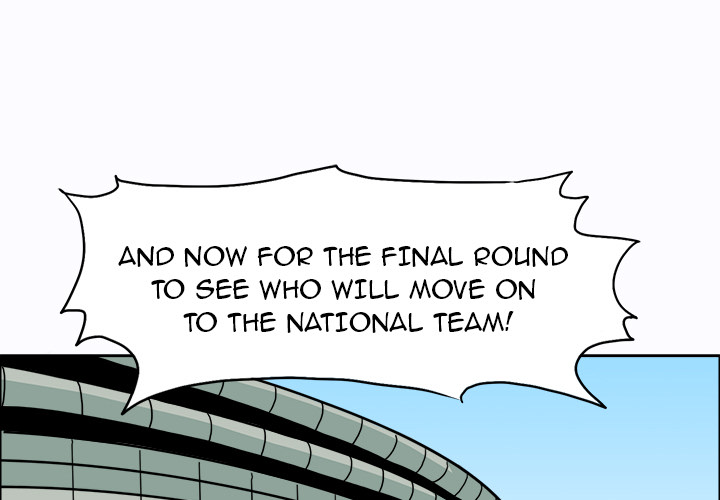 AND NOW FOR THE FINAL ROUND
TO SEE WHO WILL MOVE ON
TO THE NATIONAL TEAM!